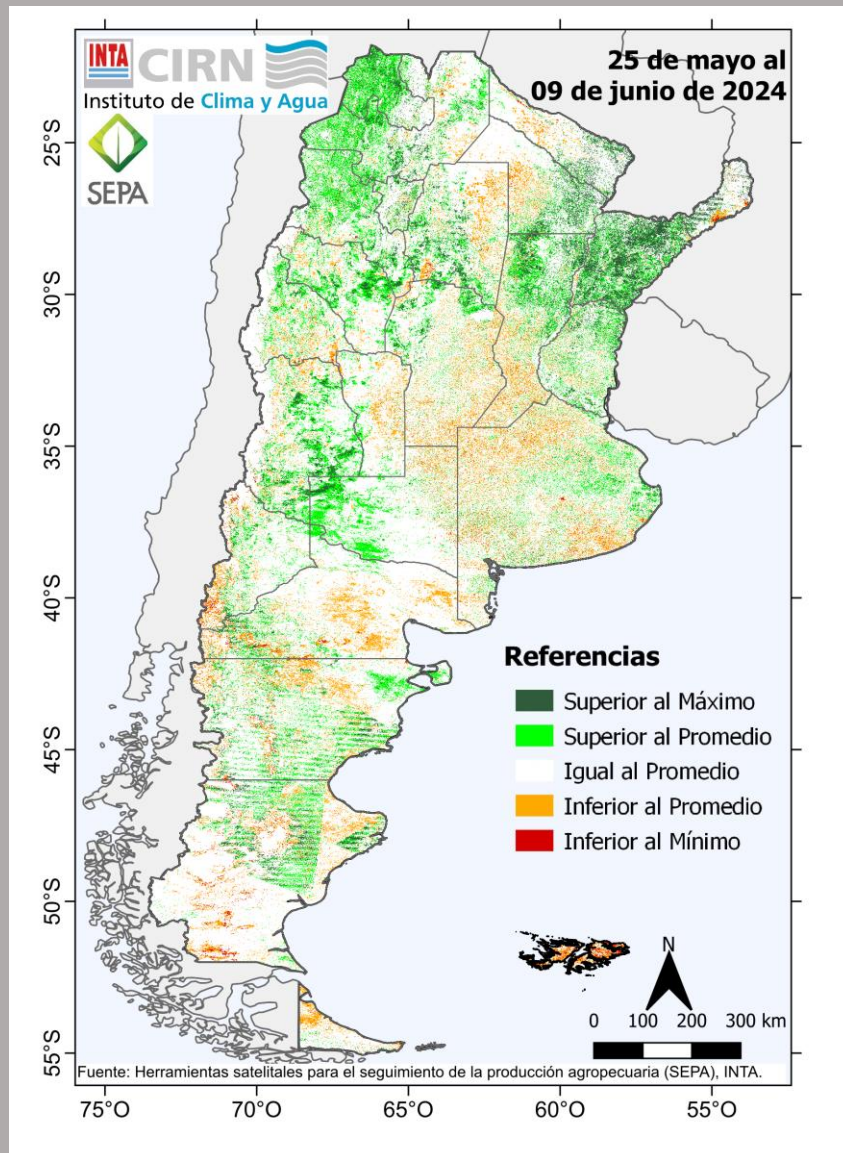 INTA CIRN
Instituto de Clima y Agua
SEPA
25 de mayo al
09 de junio de 2024
25°S
30°S
35°S
40°S
45°S
50°S
55°S
Referencias
Superior al Máximo
Superior al Promedio
Igual al Promedio
Inferior al Promedio
Inferior al Mínimo
N
0 100 200 300 km
Fuente: Herramientas satelitales para el seguimiento de la producción agropecuaria (SEPA), INTA.
75°O 70°O 65°O 60°O 55°O